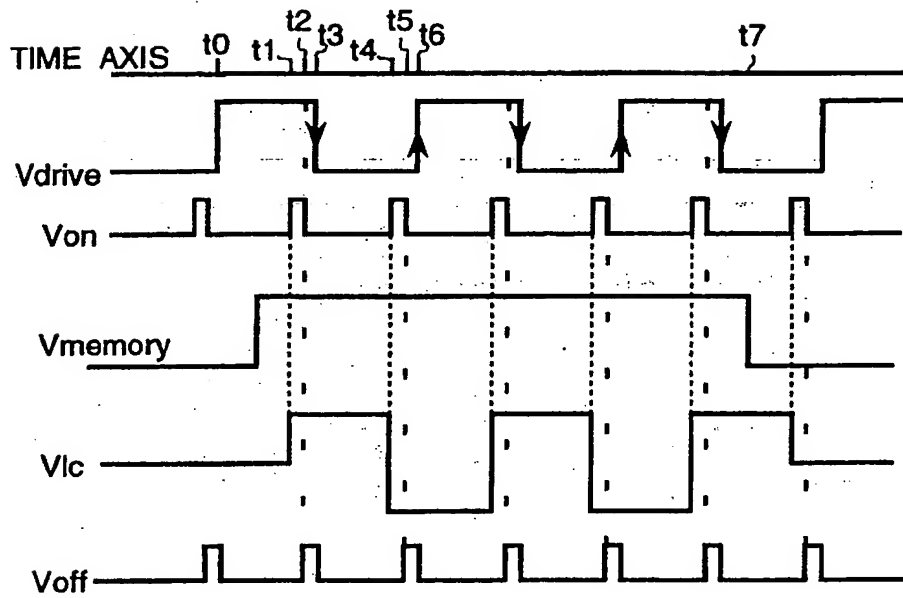 t2 t5
t0 t1 t3 t4 t6 t7
TIME AXIS
Vdrive
Von
Vmemory
Vlc
Voff